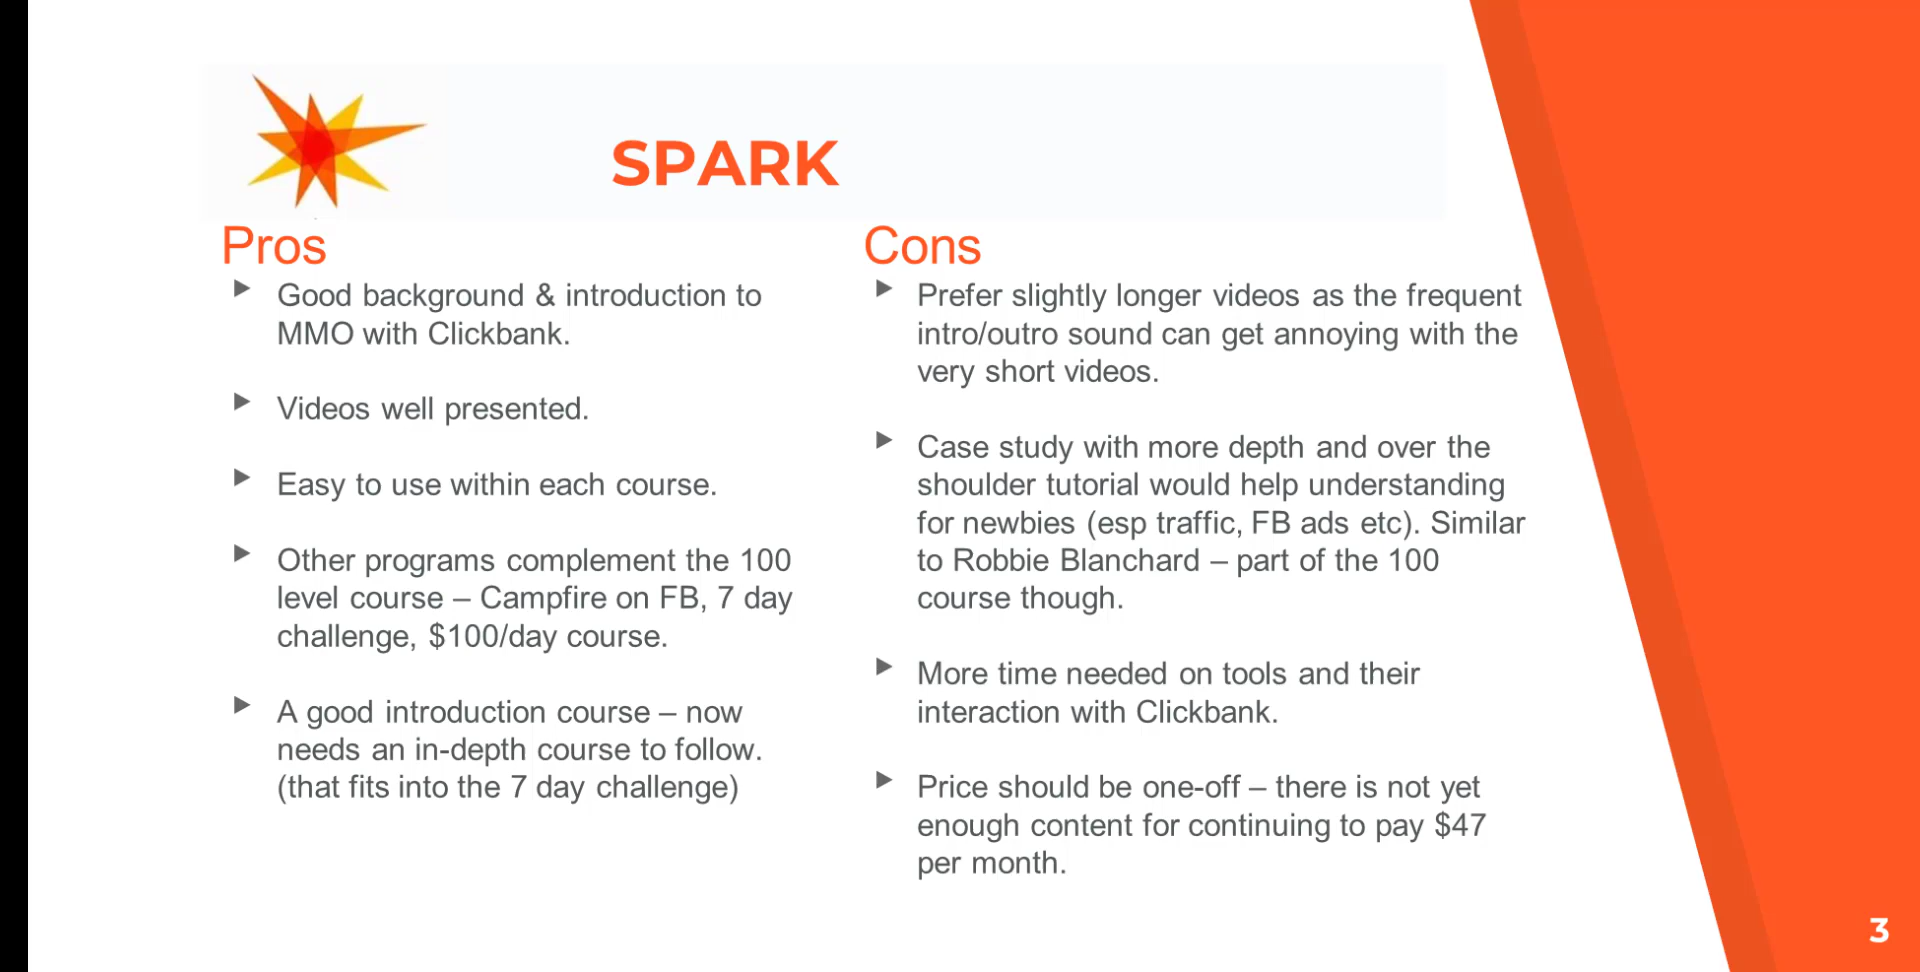 SPARK
Pros
Good background & introduction to
MMO with Clickbank.
Videos well presented.
Easy to use within each course.
Other programs complement the 100
level course – Campfire on FB, 7 day
challenge, $100/day course.
A good introduction course – now
needs an in-depth course to follow.
(that fits into the 7 day challenge)
Cons
Prefer slightly longer videos as the frequent
intro/outro sound can get annoying with the
very short videos.
Case study with more depth and over the
shoulder tutorial would help understanding
for newbies (esp traffic, FB ads etc). Similar
to Robbie Blanchard – part of the 100
course though.
More time needed on tools and their
interaction with Clickbank.
Price should be one-off – there is not yet
enough content for continuing to pay $47
per month.
3